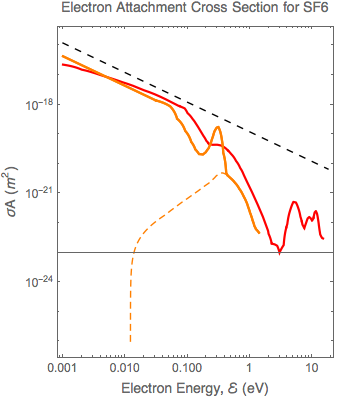 Electron Attachment Cross Section for SF6
σA (m²)
10⁻¹⁸
10⁻²¹
10⁻²⁴
0.001 0.010 0.100 1 10
Electron Energy, ℰ (eV)